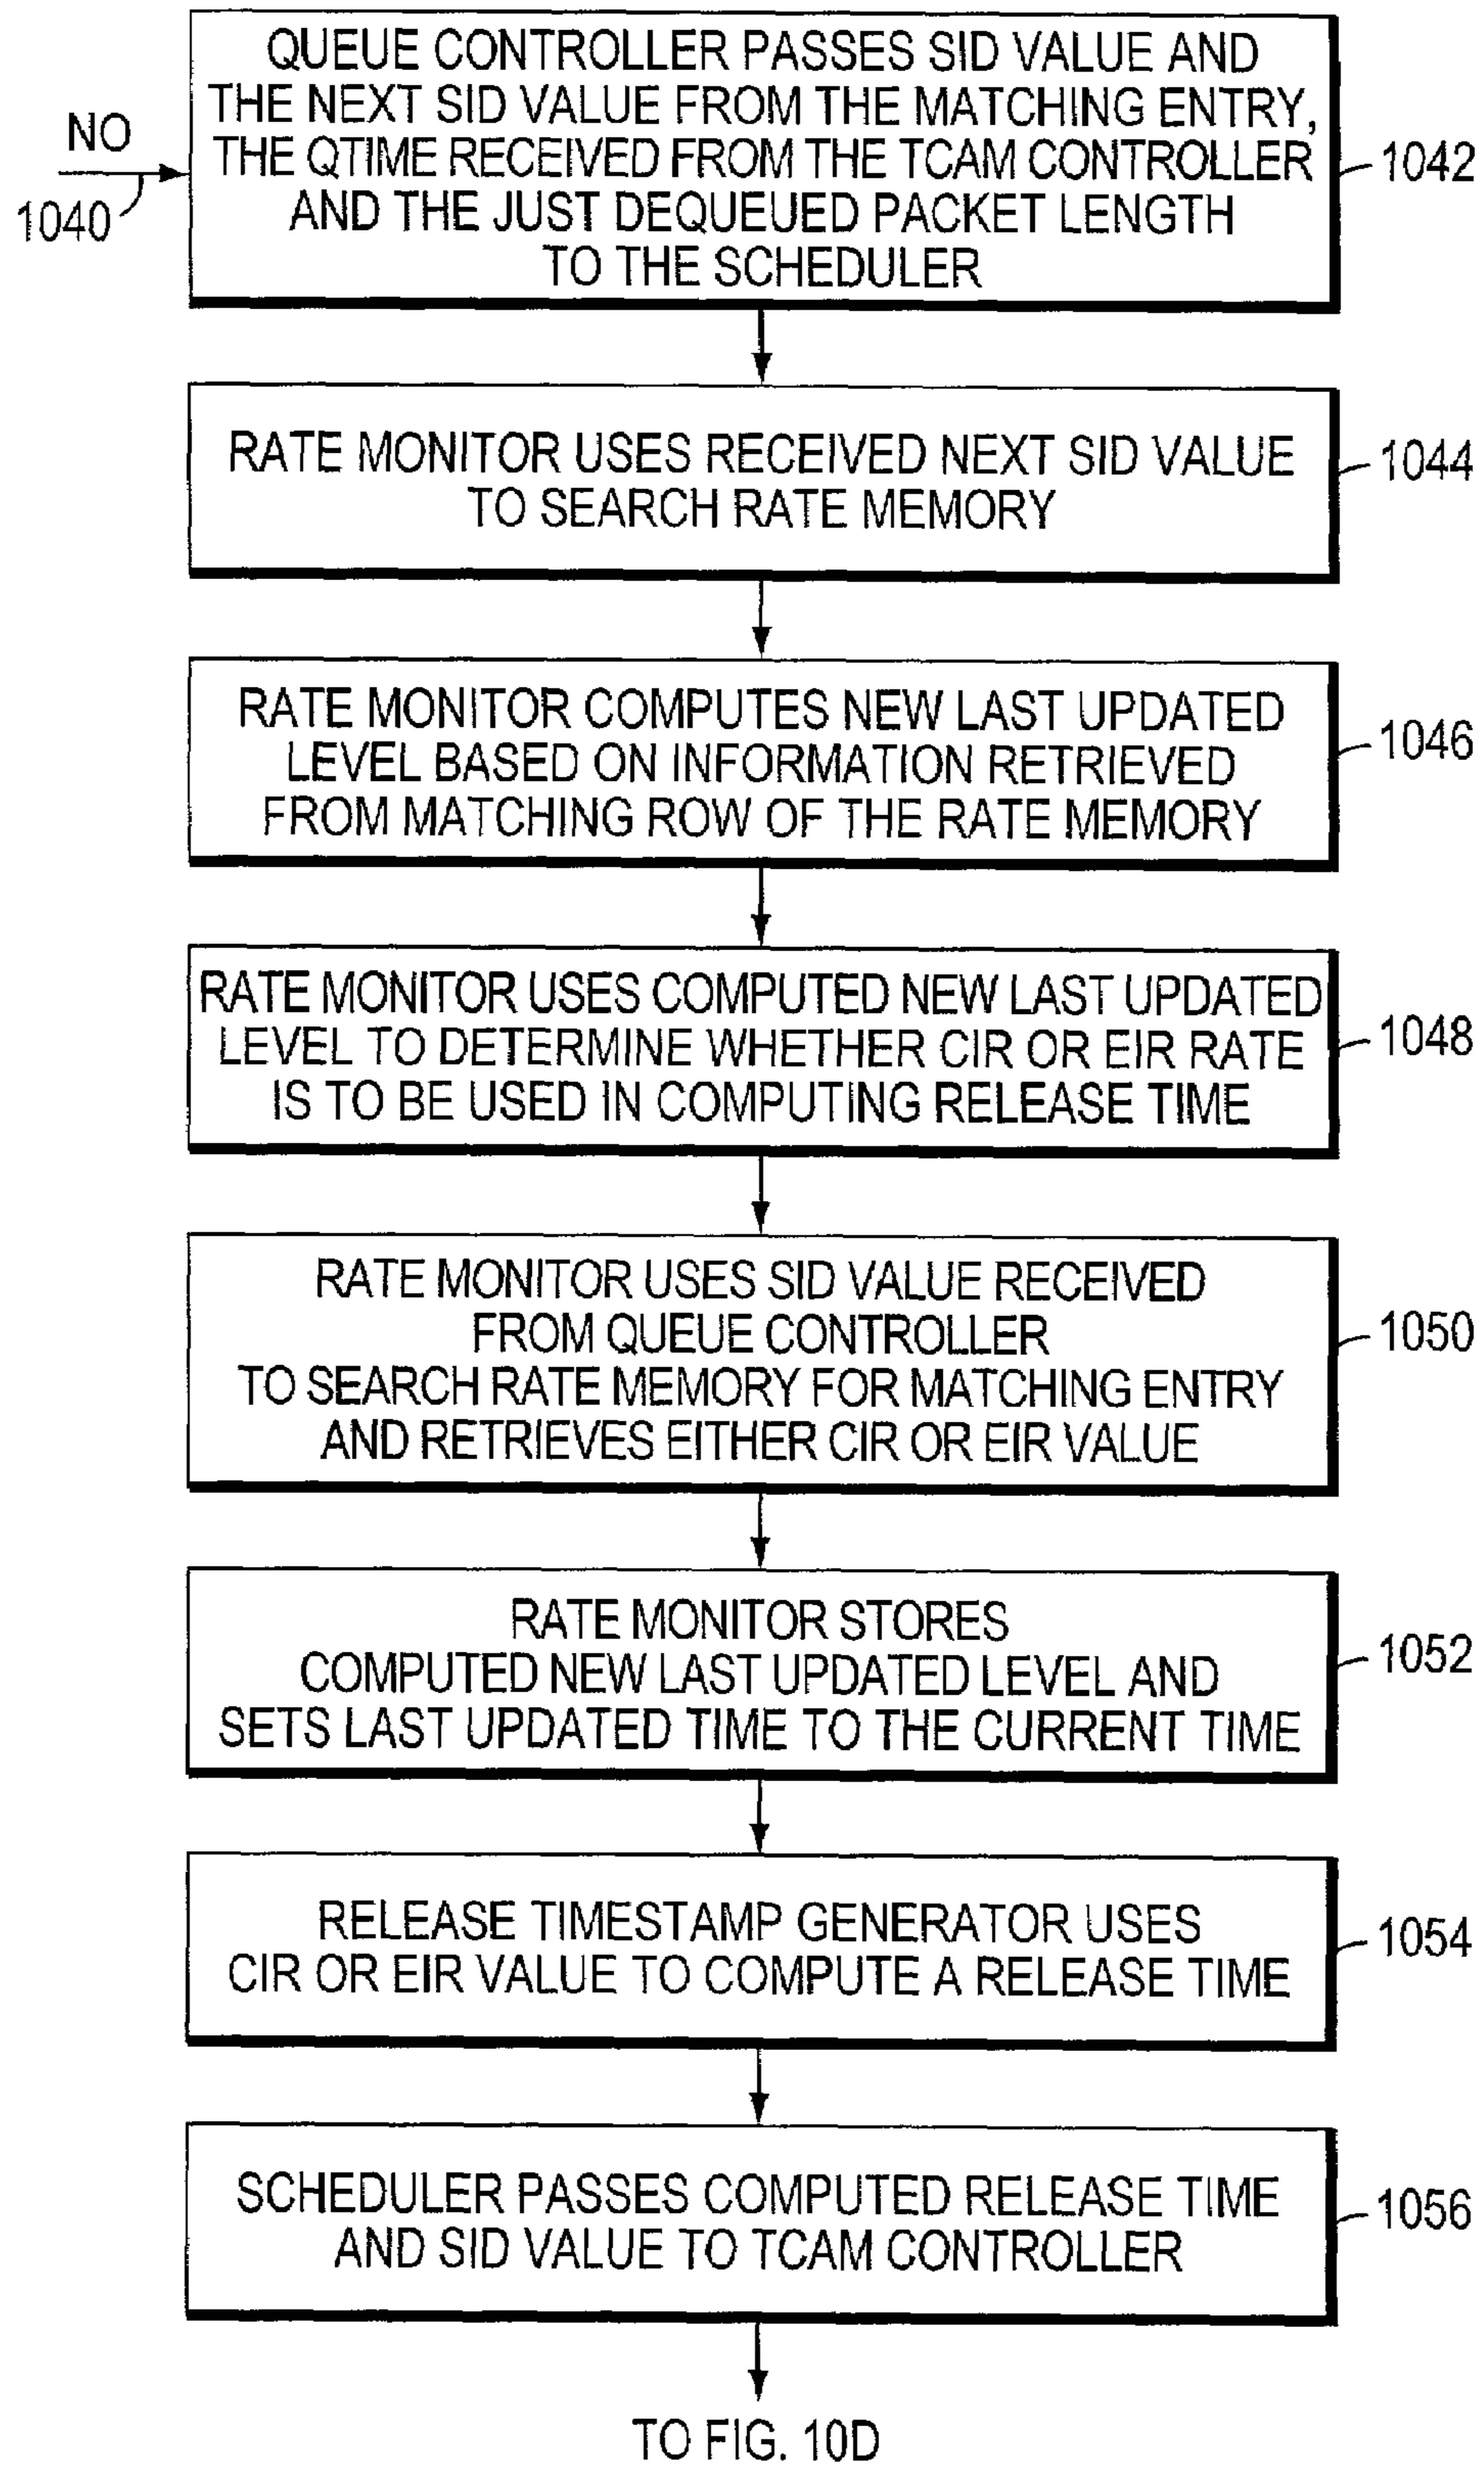 QUEUE CONTROLLER PASSES SID VALUE AND
THE NEXT SID VALUE FROM THE MATCHING ENTRY,
THE QTIME RECEIVED FROM THE TCAM CONTROLLER
AND THE JUST DEQUEUED PACKET LENGTH
TO THE SCHEDULER
NO
1040
1042
RATE MONITOR USES RECEIVED NEXT SID VALUE
TO SEARCH RATE MEMORY
1044
RATE MONITOR COMPUTES NEW LAST UPDATED
LEVEL BASED ON INFORMATION RETRIEVED
FROM MATCHING ROW OF THE RATE MEMORY
1046
RATE MONITOR USES COMPUTED NEW LAST UPDATED
LEVEL TO DETERMINE WHETHER CIR OR EIR RATE
IS TO BE USED IN COMPUTING RELEASE TIME
1048
RATE MONITOR USES SID VALUE RECEIVED
FROM QUEUE CONTROLLER
TO SEARCH RATE MEMORY FOR MATCHING ENTRY
AND RETRIEVES EITHER CIR OR EIR VALUE
1050
RATE MONITOR STORES
COMPUTED NEW LAST UPDATED LEVEL AND
SETS LAST UPDATED TIME TO THE CURRENT TIME
1052
RELEASE TIMESTAMP GENERATOR USES
CIR OR EIR VALUE TO COMPUTE A RELEASE TIME
1054
SCHEDULER PASSES COMPUTED RELEASE TIME
AND SID VALUE TO TCAM CONTROLLER
1056
TO FIG. 10D